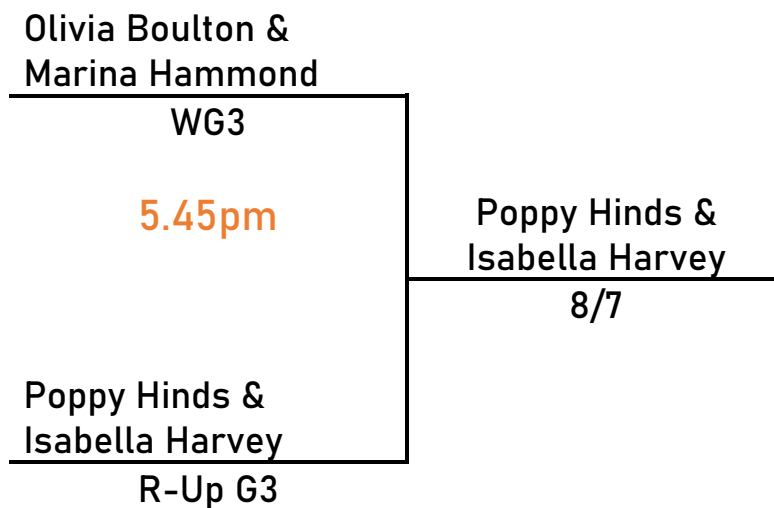 Olivia Boulton &
Marina Hammond
WG3
5.45pm
Poppy Hinds &
Isabella Harvey
8/7
Poppy Hinds &
Isabella Harvey
R-Up G3